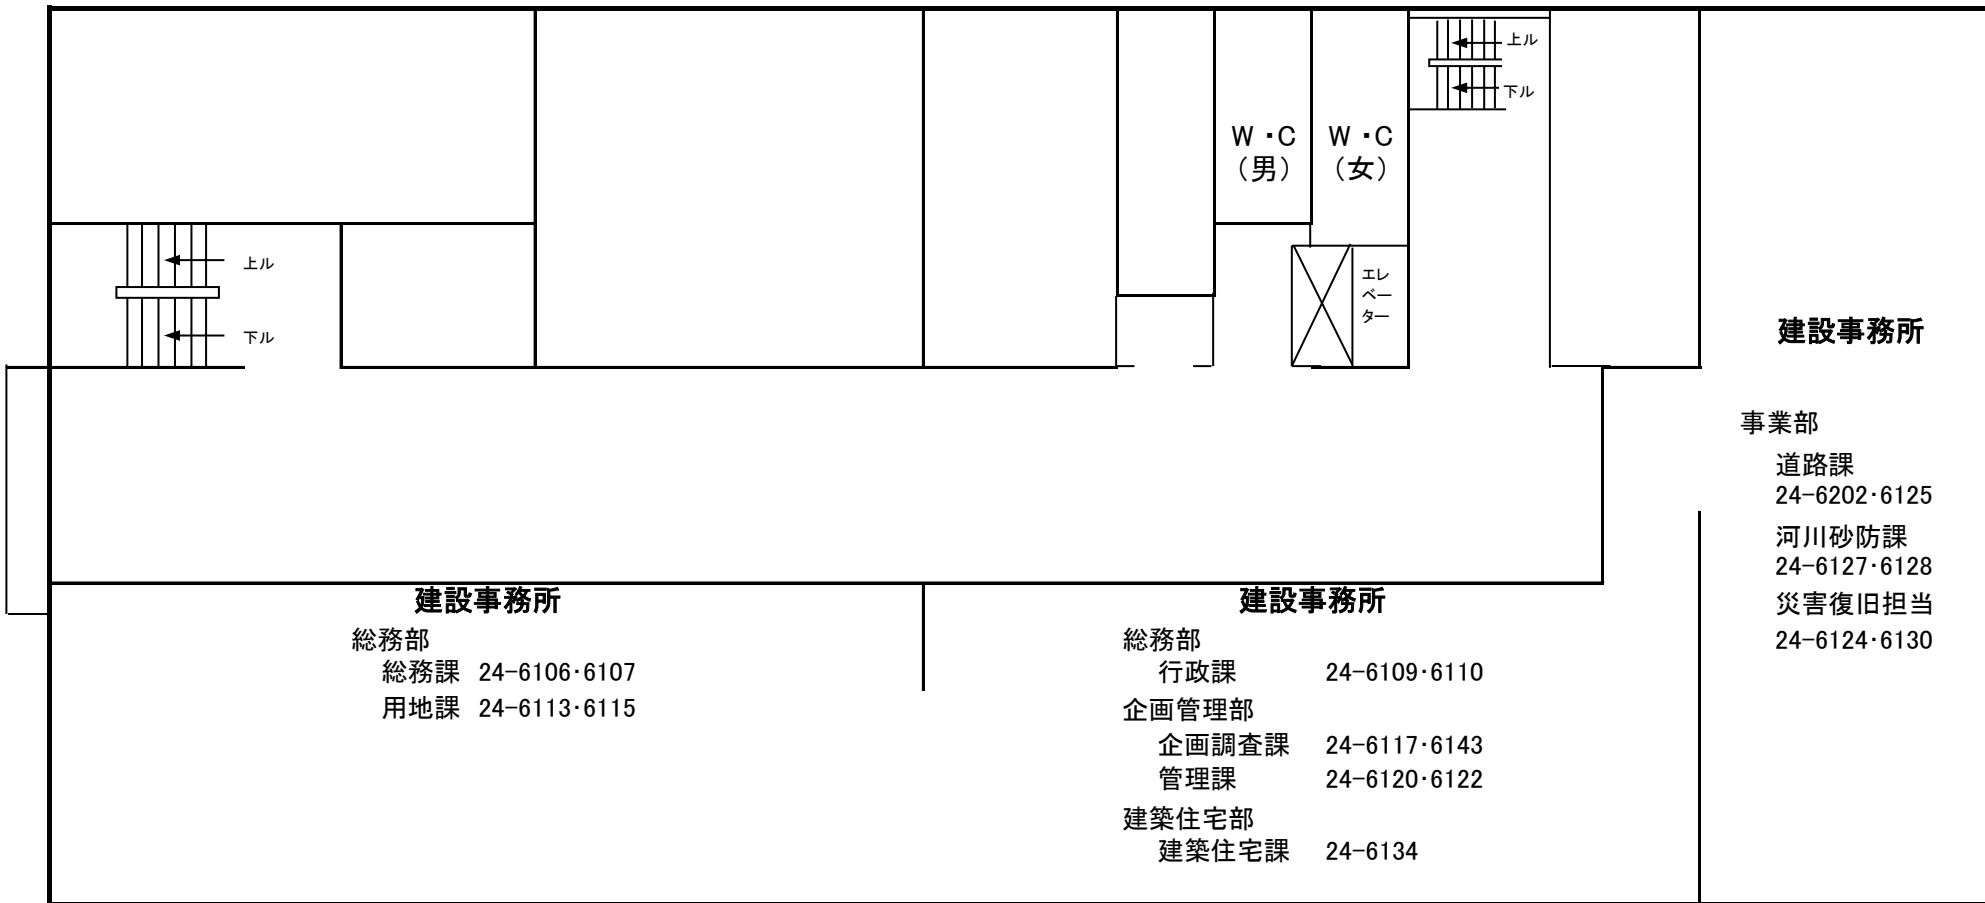 上ル
下ル
W・C
(男)
W・C
(女)
上ル
下ル
エレ
ベー
ター
建設事務所
総務部
総務課 24-6106・6107
用地課 24-6113・6115
建設事務所
総務部
行政課 24-6109・6110
企画管理部
企画調査課 24-6117・6143
管理課 24-6120・6122
建築住宅部
建築住宅課 24-6134
建設事務所
事業部
道路課
24-6202・6125
河川砂防課
24-6127・6128
災害復旧担当
24-6124・6130